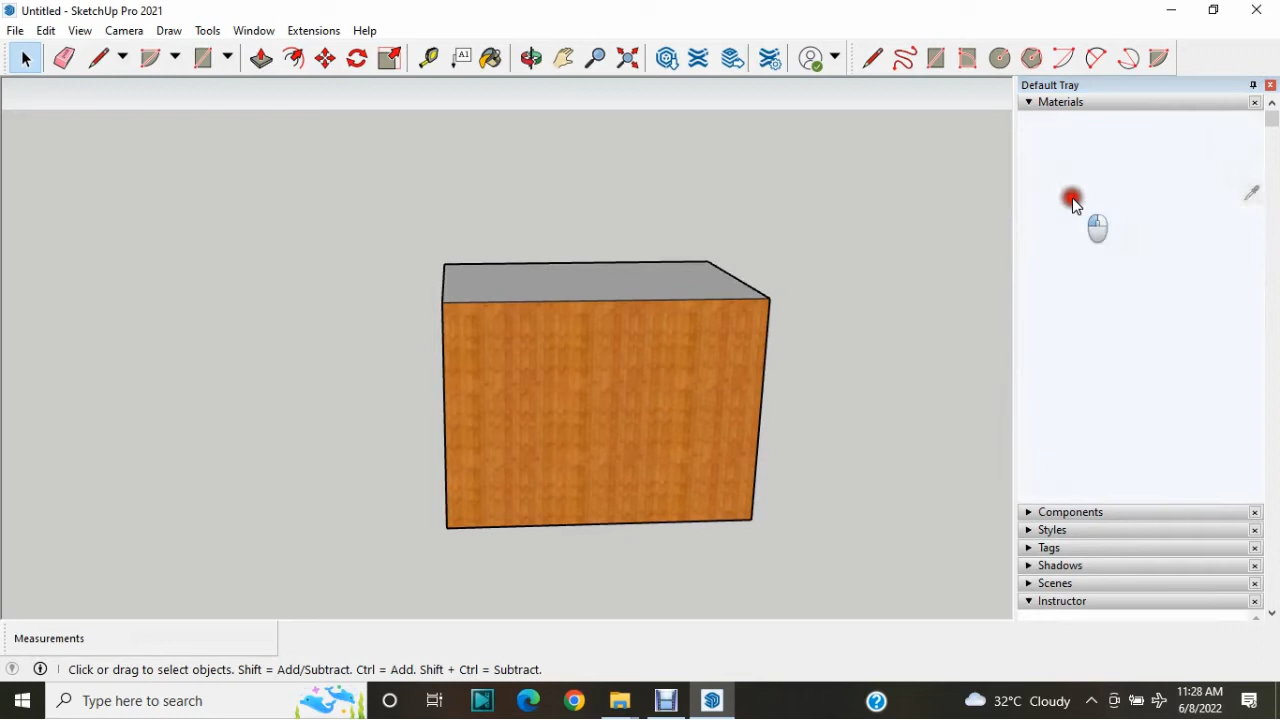 Untitled - SketchUp Pro 2021
File Edit View Camera Draw Tools Window Extensions Help
A1
Default Tray
Materials
Components
Styles
Tags
Shadows
Scenes
Instructor
Measurements
Click or drag to select objects. Shift = Add/Subtract. Ctrl = Add. Shift + Ctrl = Subtract.
Type here to search
32°C Cloudy
11:28 AM
6/8/2022